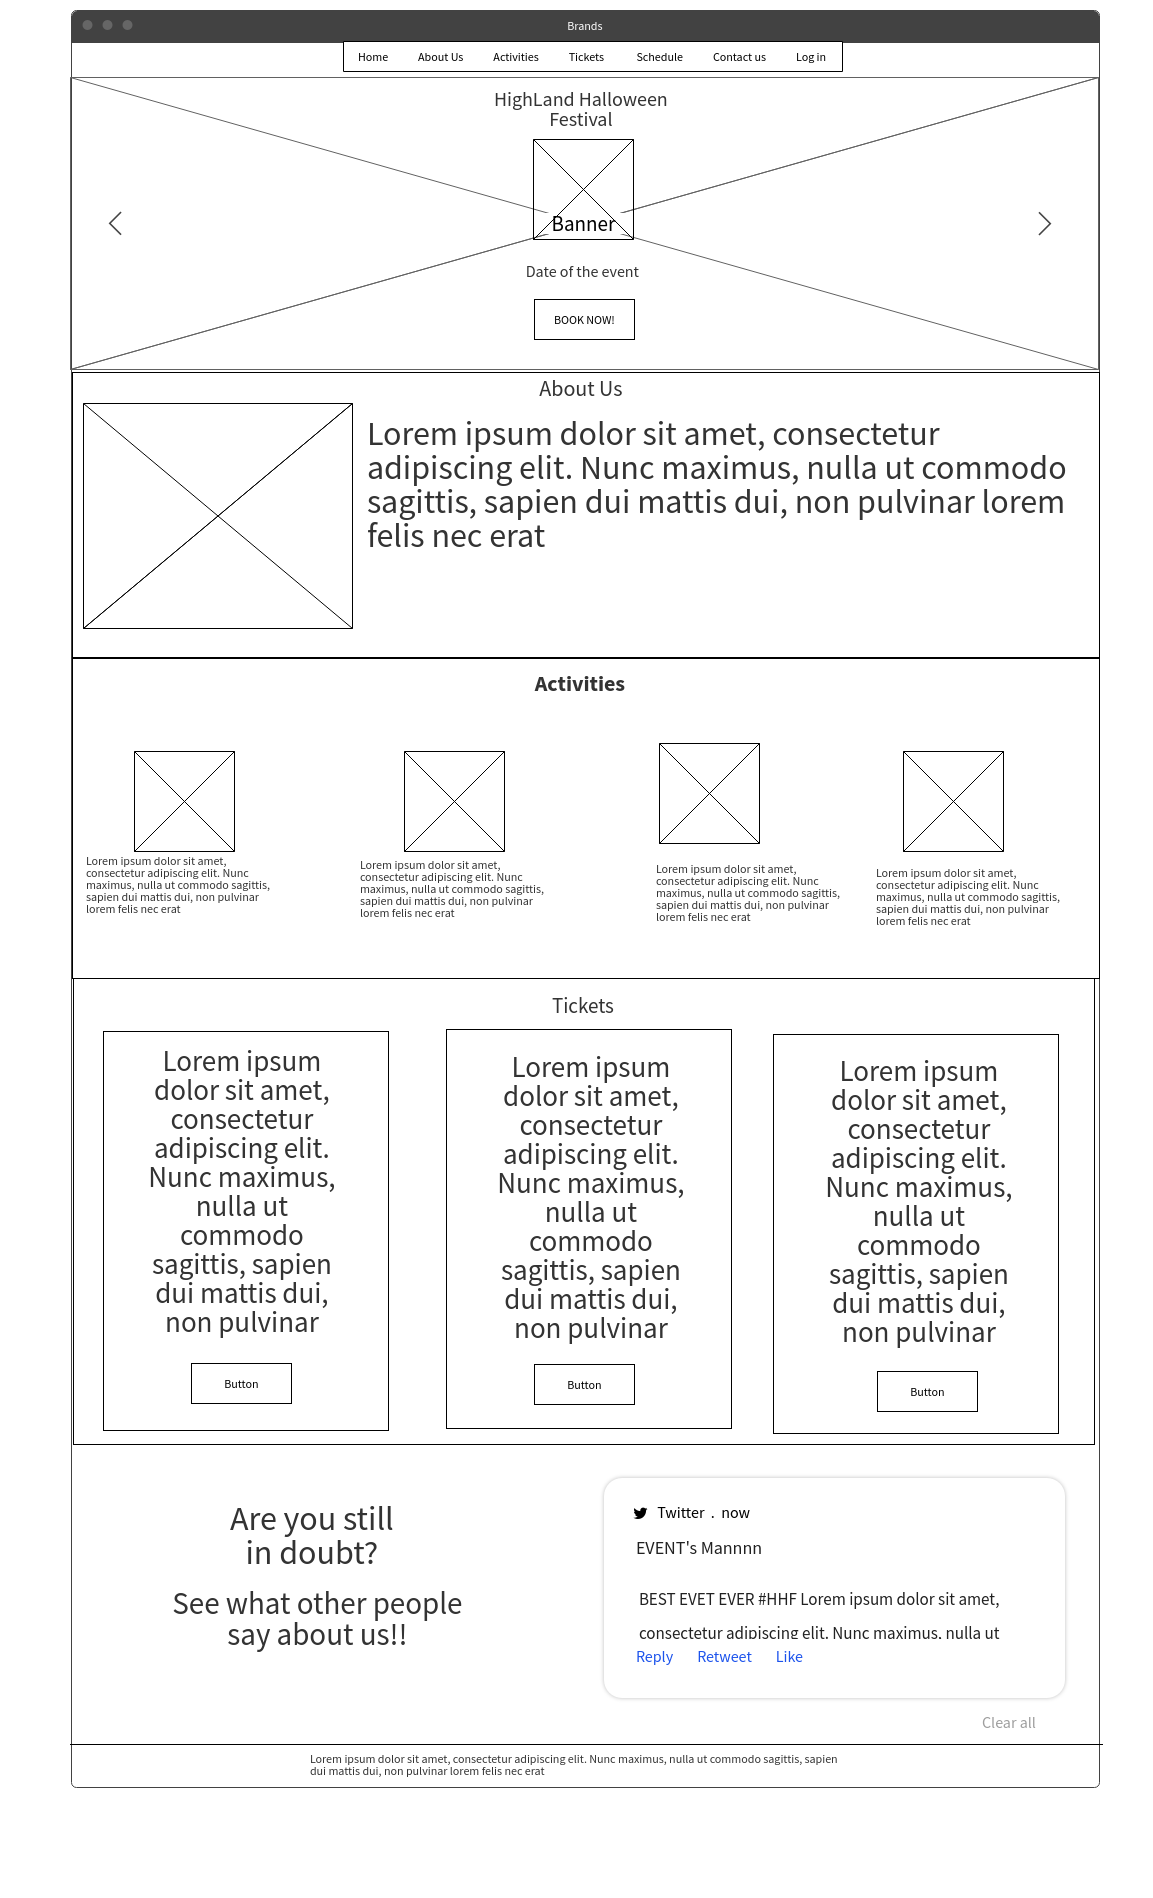 Brands
Home About Us Activities Tickets Schedule Contact us Log in
HighLand Halloween
Festival
Banner
Date of the event
BOOK NOW!
About Us
Lorem ipsum dolor sit amet, consectetur
adipiscing elit. Nunc maximus, nulla ut commodo
sagittis, sapien dui mattis dui, non pulvinar lorem
felis nec erat
Activities
Lorem ipsum dolor sit amet,
consectetur adipiscing elit. Nunc
maximus, nulla ut commodo sagittis,
sapien dui mattis dui, non pulvinar
lorem felis nec erat
Lorem ipsum dolor sit amet,
consectetur adipiscing elit. Nunc
maximus, nulla ut commodo sagittis,
sapien dui mattis dui, non pulvinar
lorem felis nec erat
Lorem ipsum dolor sit amet,
consectetur adipiscing elit. Nunc
maximus, nulla ut commodo sagittis,
sapien dui mattis dui, non pulvinar
lorem felis nec erat
Lorem ipsum dolor sit amet,
consectetur adipiscing elit. Nunc
maximus, nulla ut commodo sagittis,
sapien dui mattis dui, non pulvinar
lorem felis nec erat
Tickets
Lorem ipsum
dolor sit amet,
consectetur
adipiscing elit.
Nunc maximus,
nulla ut
commodo
sagittis, sapien
dui mattis dui,
non pulvinar
Button
Lorem ipsum
dolor sit amet,
consectetur
adipiscing elit.
Nunc maximus,
nulla ut
commodo
sagittis, sapien
dui mattis dui,
non pulvinar
Button
Lorem ipsum
dolor sit amet,
consectetur
adipiscing elit.
Nunc maximus,
nulla ut
commodo
sagittis, sapien
dui mattis dui,
non pulvinar
Button
Are you still
in doubt?
See what other people
say about us!!
Twitter . now
EVENT's Mannnn
BEST EVET EVER #HHF Lorem ipsum dolor sit amet,
consectetur adipiscing elit. Nunc maximus, nulla ut
Reply Retweet Like
Clear all
Lorem ipsum dolor sit amet, consectetur adipiscing elit. Nunc maximus, nulla ut commodo sagittis, sapien
dui mattis dui, non pulvinar lorem felis nec erat